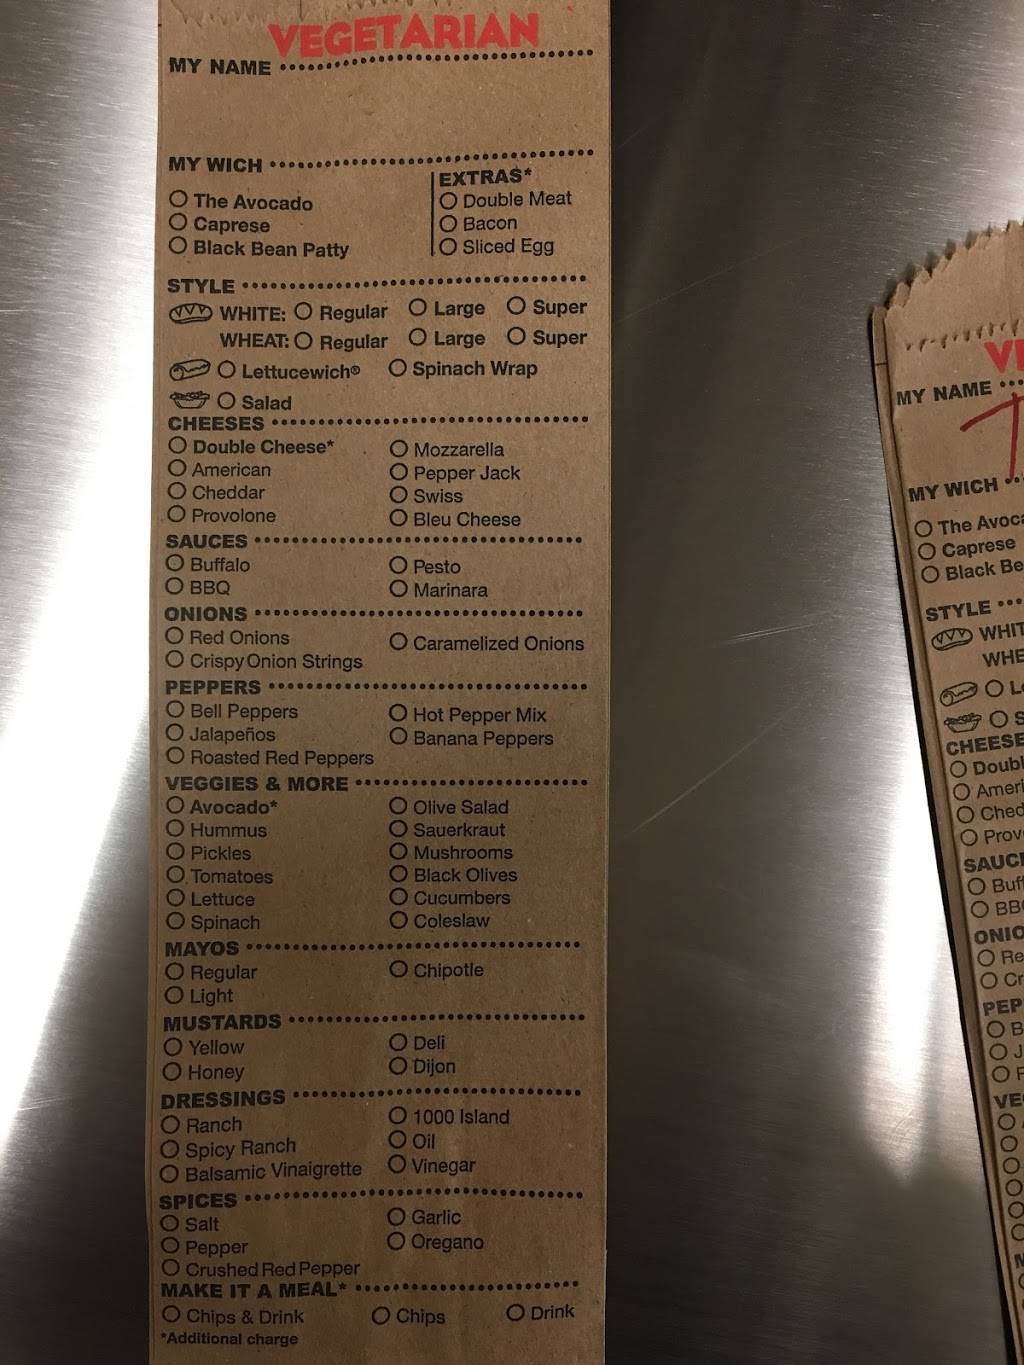 VEGETARIAN
MY NAME
MY WICH
The Avocado
Caprese
Black Bean Patty
EXTRAS*
Double Meat
Bacon
Sliced Egg
STYLE
WHITE: Regular Large Super
WHEAT: Regular Large Super
Lettucewich® Spinach Wrap
Salad
CHEESES
Double Cheese* Mozzarella
American Pepper Jack
Cheddar Swiss
Provolone Bleu Cheese
SAUCES
Buffalo Pesto
BBQ Marinara
ONIONS
Red Onions Caramelized Onions
Crispy Onion Strings
PEPPERS
Bell Peppers Hot Pepper Mix
Jalapeños Banana Peppers
Roasted Red Peppers
VEGGIES & MORE
Avocado* Olive Salad
Hummus Sauerkraut
Pickles Mushrooms
Tomatoes Black Olives
Lettuce Cucumbers
Spinach Coleslaw
MAYOS
Regular Chipotle
Light
MUSTARDS
Yellow Deli
Honey Dijon
DRESSINGS
Ranch 1000 Island
Spicy Ranch Oil
Balsamic Vinaigrette Vinegar
SPICES
Salt Garlic
Pepper Oregano
Crushed Red Pepper
MAKE IT A MEAL*
Chips & Drink Chips Drink
*Additional charge
MY NAME
MY WICH
The
Caprese
Black
STYLE